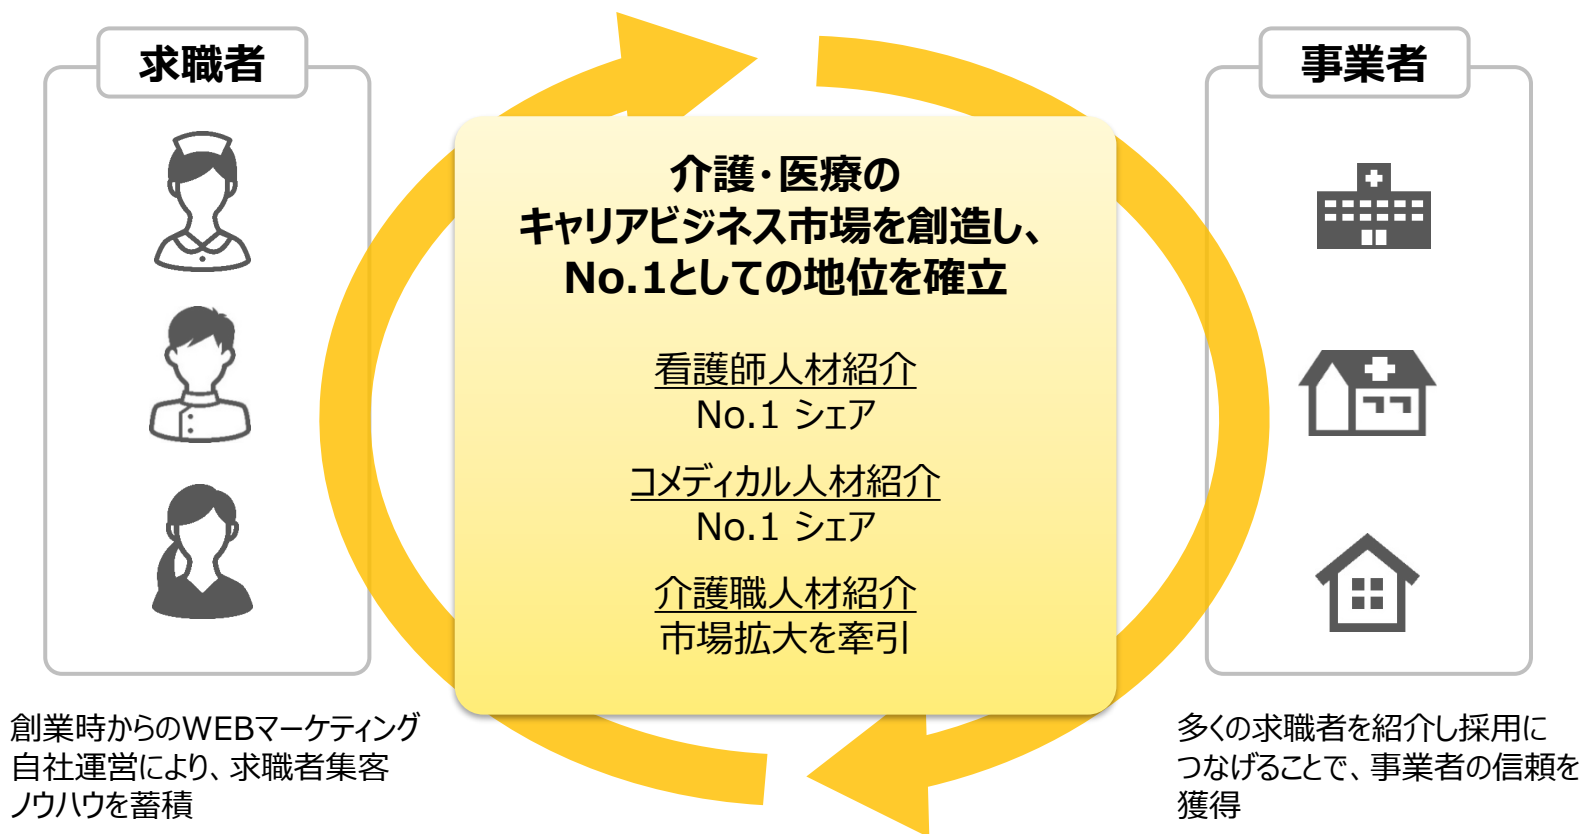 求職者
事業者
介護・医療の
キャリアビジネス市場を創造し、
No.1としての地位を確立
看護師人材紹介
No.1 シェア
コメディカル人材紹介
No.1 シェア
介護職人材紹介
市場拡大を牽引
創業時からのWEBマーケティング
自社運営により、求職者集客
ノウハウを蓄積
多くの求職者を紹介し採用に
つなげることで、事業者の信頼を
獲得